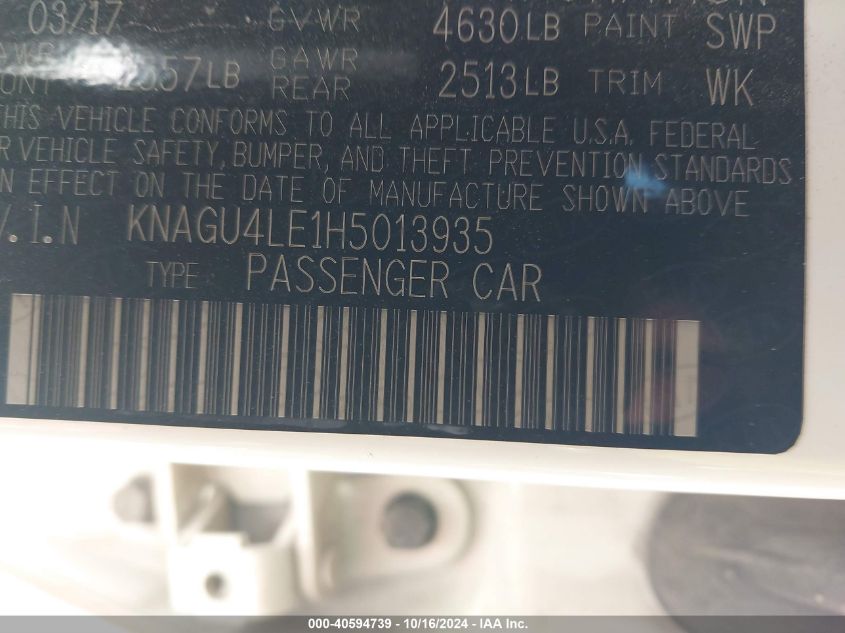 03/17 GVWR 4630LB PAINT SWP
GAWR
REAR 2513LB TRIM WK
THIS VEHICLE CONFORMS TO ALL APPLICABLE U.S.A. FEDERAL
VEHICLE SAFETY, BUMPER, AND THEFT PREVENTION STANDARDS
IN EFFECT ON THE DATE OF MANUFACTURE SHOWN ABOVE
V.I.N KNAGU4LE1H5013935
TYPE PASSENGER CAR
000-40594739 - 10/16/2024 - IAA Inc.